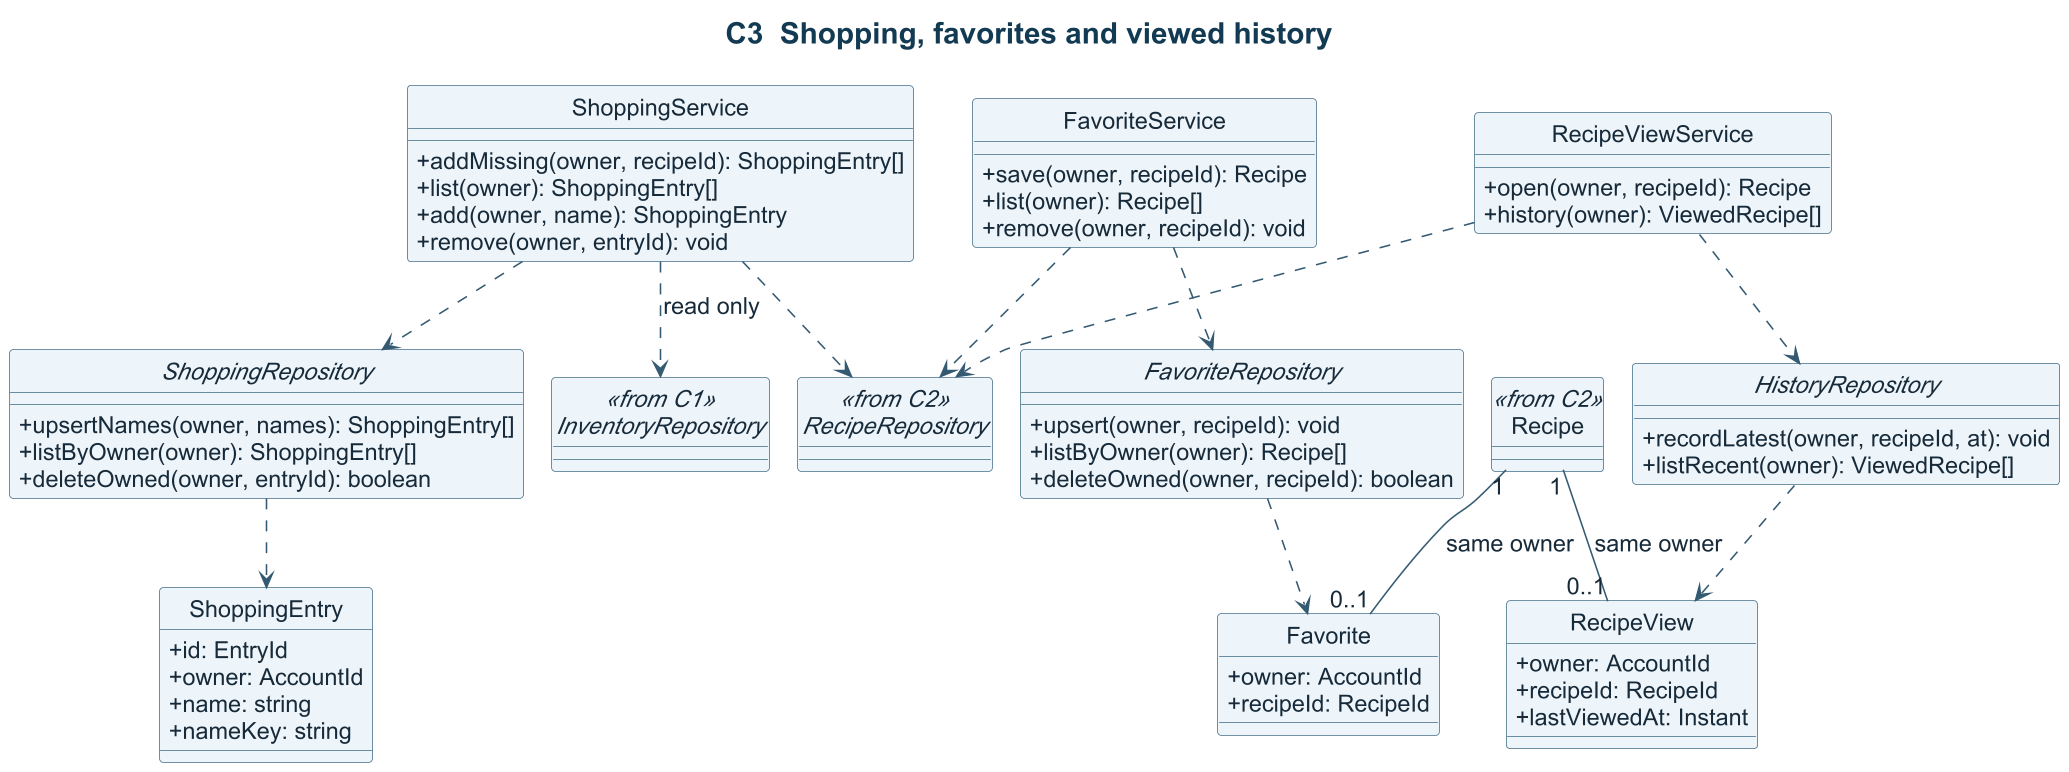 C3  Shopping, favorites and viewed history
ShoppingService
+addMissing(owner, recipeId): ShoppingEntry[]
+list(owner): ShoppingEntry[]
+add(owner, name): ShoppingEntry
+remove(owner, entryId): void
FavoriteService
+save(owner, recipeId): Recipe
+list(owner): Recipe[]
+remove(owner, recipeId): void
RecipeViewService
+open(owner, recipeId): Recipe
+history(owner): ViewedRecipe[]
read only
ShoppingRepository
+upsertNames(owner, names): ShoppingEntry[]
+listByOwner(owner): ShoppingEntry[]
+deleteOwned(owner, entryId): boolean
«from C1»
InventoryRepository
«from C2»
RecipeRepository
FavoriteRepository
+upsert(owner, recipeId): void
+listByOwner(owner): Recipe[]
+deleteOwned(owner, recipeId): boolean
«from C2»
Recipe
HistoryRepository
+recordLatest(owner, recipeId, at): void
+listRecent(owner): ViewedRecipe[]
1
1
same owner
same owner
0..1
0..1
ShoppingEntry
+id: EntryId
+owner: AccountId
+name: string
+nameKey: string
Favorite
+owner: AccountId
+recipeId: RecipeId
RecipeView
+owner: AccountId
+recipeId: RecipeId
+lastViewedAt: Instant